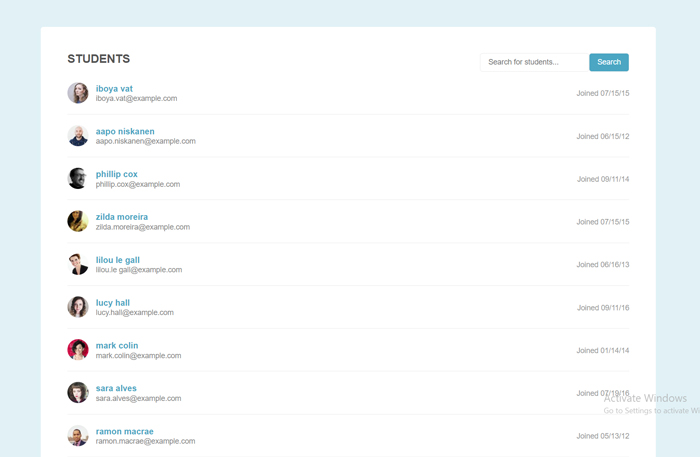 STUDENTS
Search for students...
Search
iboya vat
iboya.vat@example.com
Joined 07/15/15
aapo niskanen
aapo.niskanen@example.com
Joined 06/15/12
phillip cox
phillip.cox@example.com
Joined 09/11/14
zilda moreira
zilda.moreira@example.com
Joined 07/15/15
lilou le gall
lilou.le gall@example.com
Joined 06/16/13
lucy hall
lucy.hall@example.com
Joined 09/11/16
mark colin
mark.colin@example.com
Joined 01/14/14
sara alves
sara.alves@example.com
Joined 07/19/16
Activate Windows
Go to Settings to activate Wi
ramon macrae
ramon.macrae@example.com
Joined 05/13/12